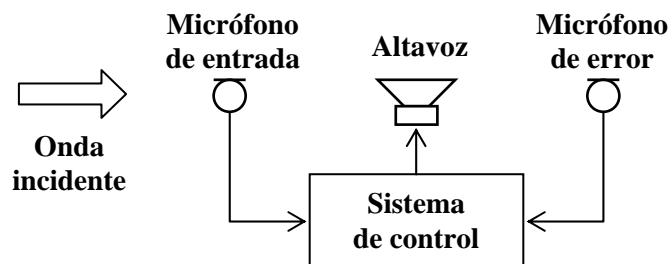 Micrófono
de entrada
Altavoz
Micrófono
de error
Onda
incidente
Sistema
de control